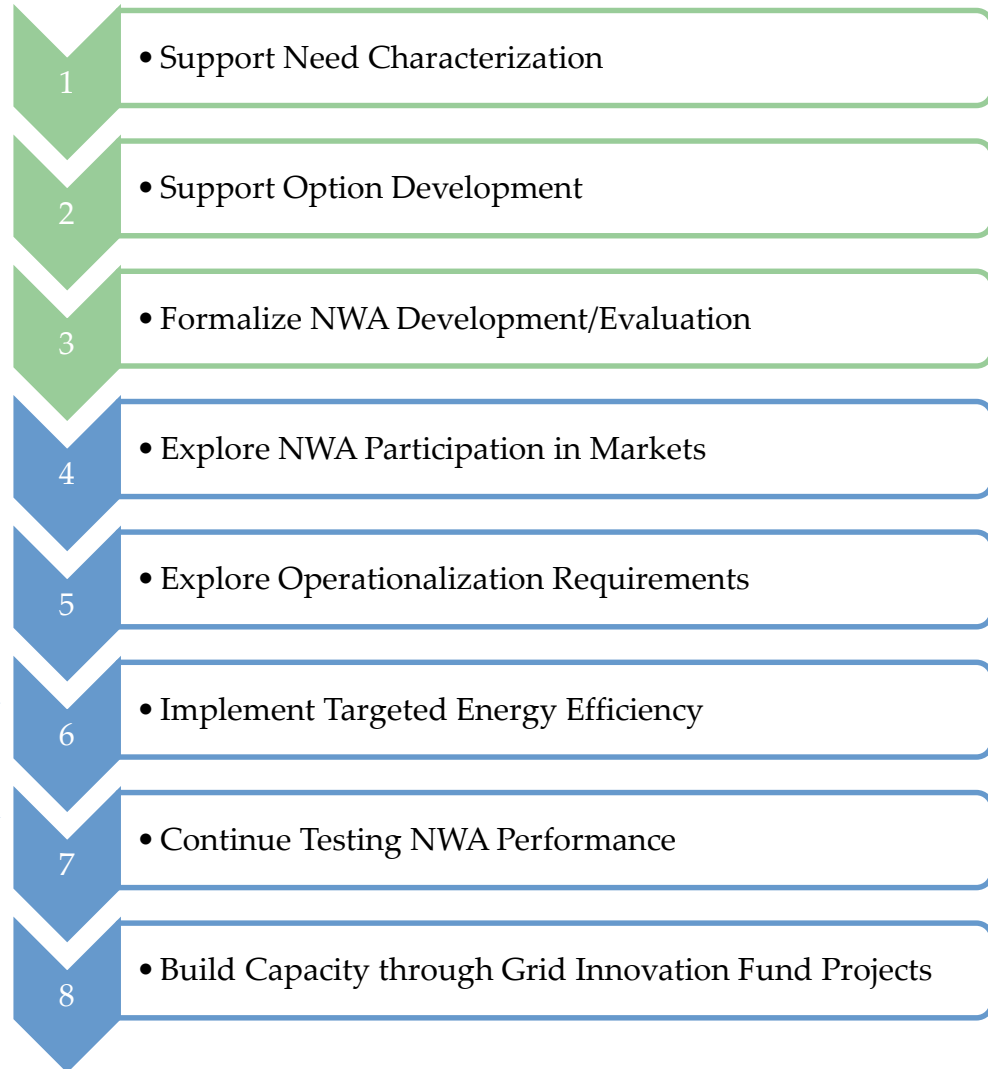 1
• Support Need Characterization
2
• Support Option Development
3
• Formalize NWA Development/Evaluation
4
• Explore NWA Participation in Markets
5
• Explore Operationalization Requirements
6
• Implement Targeted Energy Efficiency
7
• Continue Testing NWA Performance
8
• Build Capacity through Grid Innovation Fund Projects